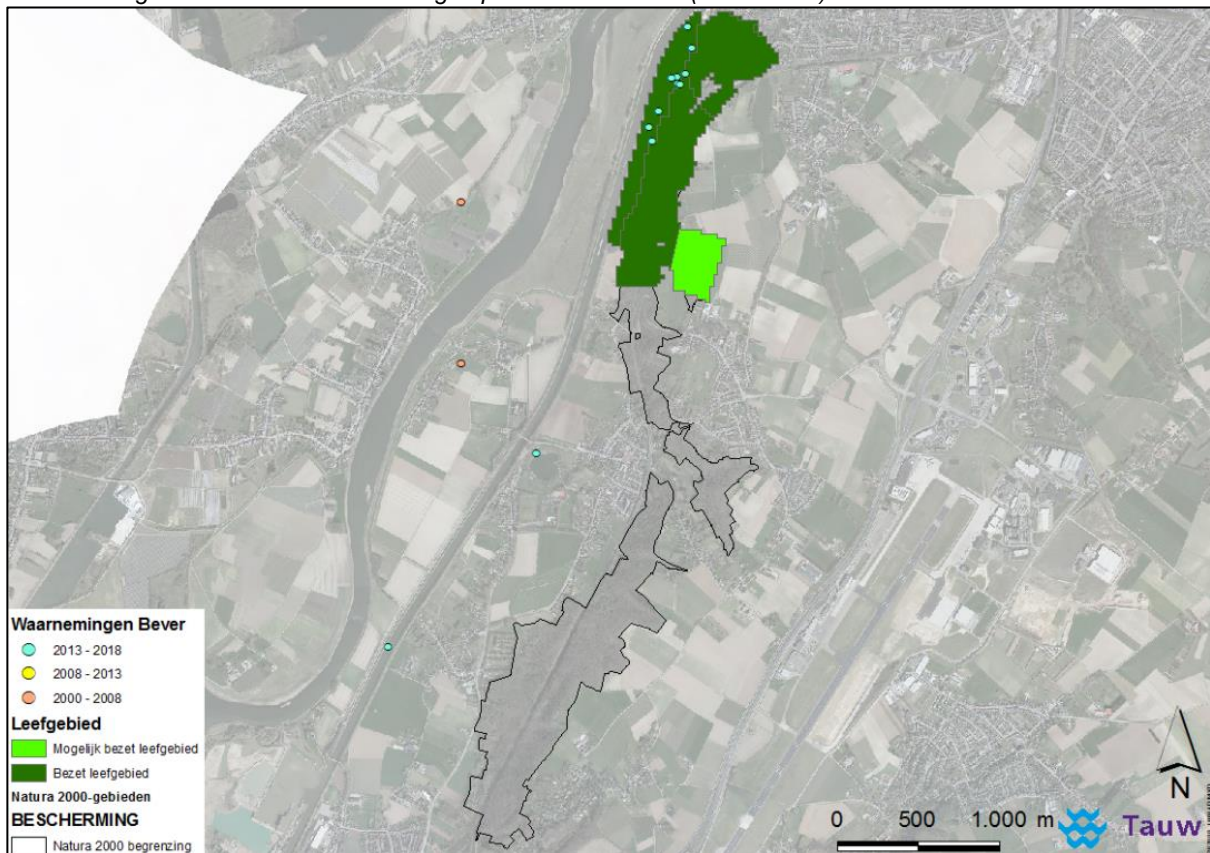 Waarnemingen Bever
2013 - 2018
2008 - 2013
2000 - 2008
Leefgebied
Mogelijk bezet leefgebied
Bezet leefgebied
Natura 2000-gebieden
BESCHERMING
Natura 2000 begrenzing
N
0 500 1.000 m
Tauw